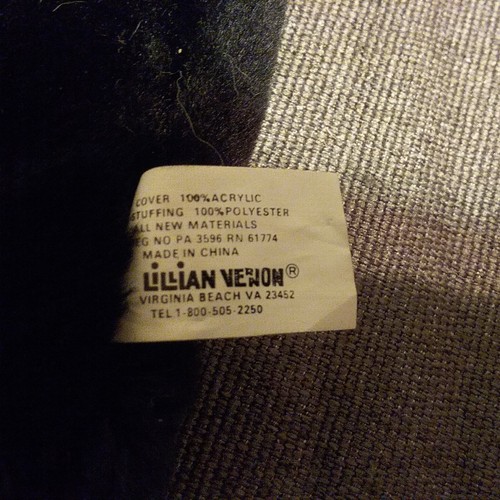 COVER 100% ACRYLIC
STUFFING 100% POLYESTER
ALL NEW MATERIALS
EG NO PA 3596 RN 61774
MADE IN CHINA
LILLIAN VERNON®
VIRGINIA BEACH VA 23452
TEL 1-800-505-2250